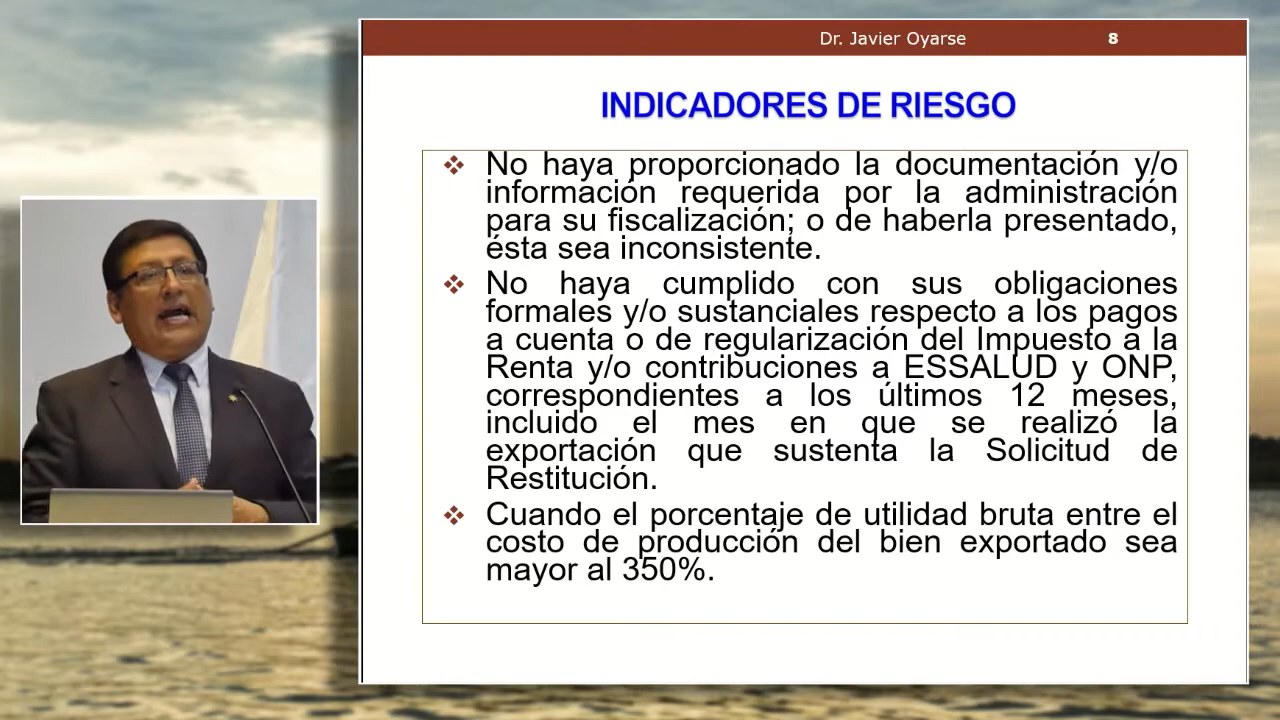 Dr. Javier Oyarse
8
INDICADORES DE RIESGO
❖ No haya proporcionado la documentación y/o
información requerida por la administración
para su fiscalización; o de haberla presentado,
ésta sea inconsistente.
❖ No haya cumplido con sus obligaciones
formales y/o sustanciales respecto a los pagos
a cuenta o de regularización del Impuesto a la
Renta y/o contribuciones a ESSALUD y ONP,
correspondientes a los últimos 12 meses,
incluido el mes en que se realizó la
exportación que sustenta la Solicitud de
Restitución.
❖ Cuando el porcentaje de utilidad bruta entre el
costo de producción del bien exportado sea
mayor al 350%.